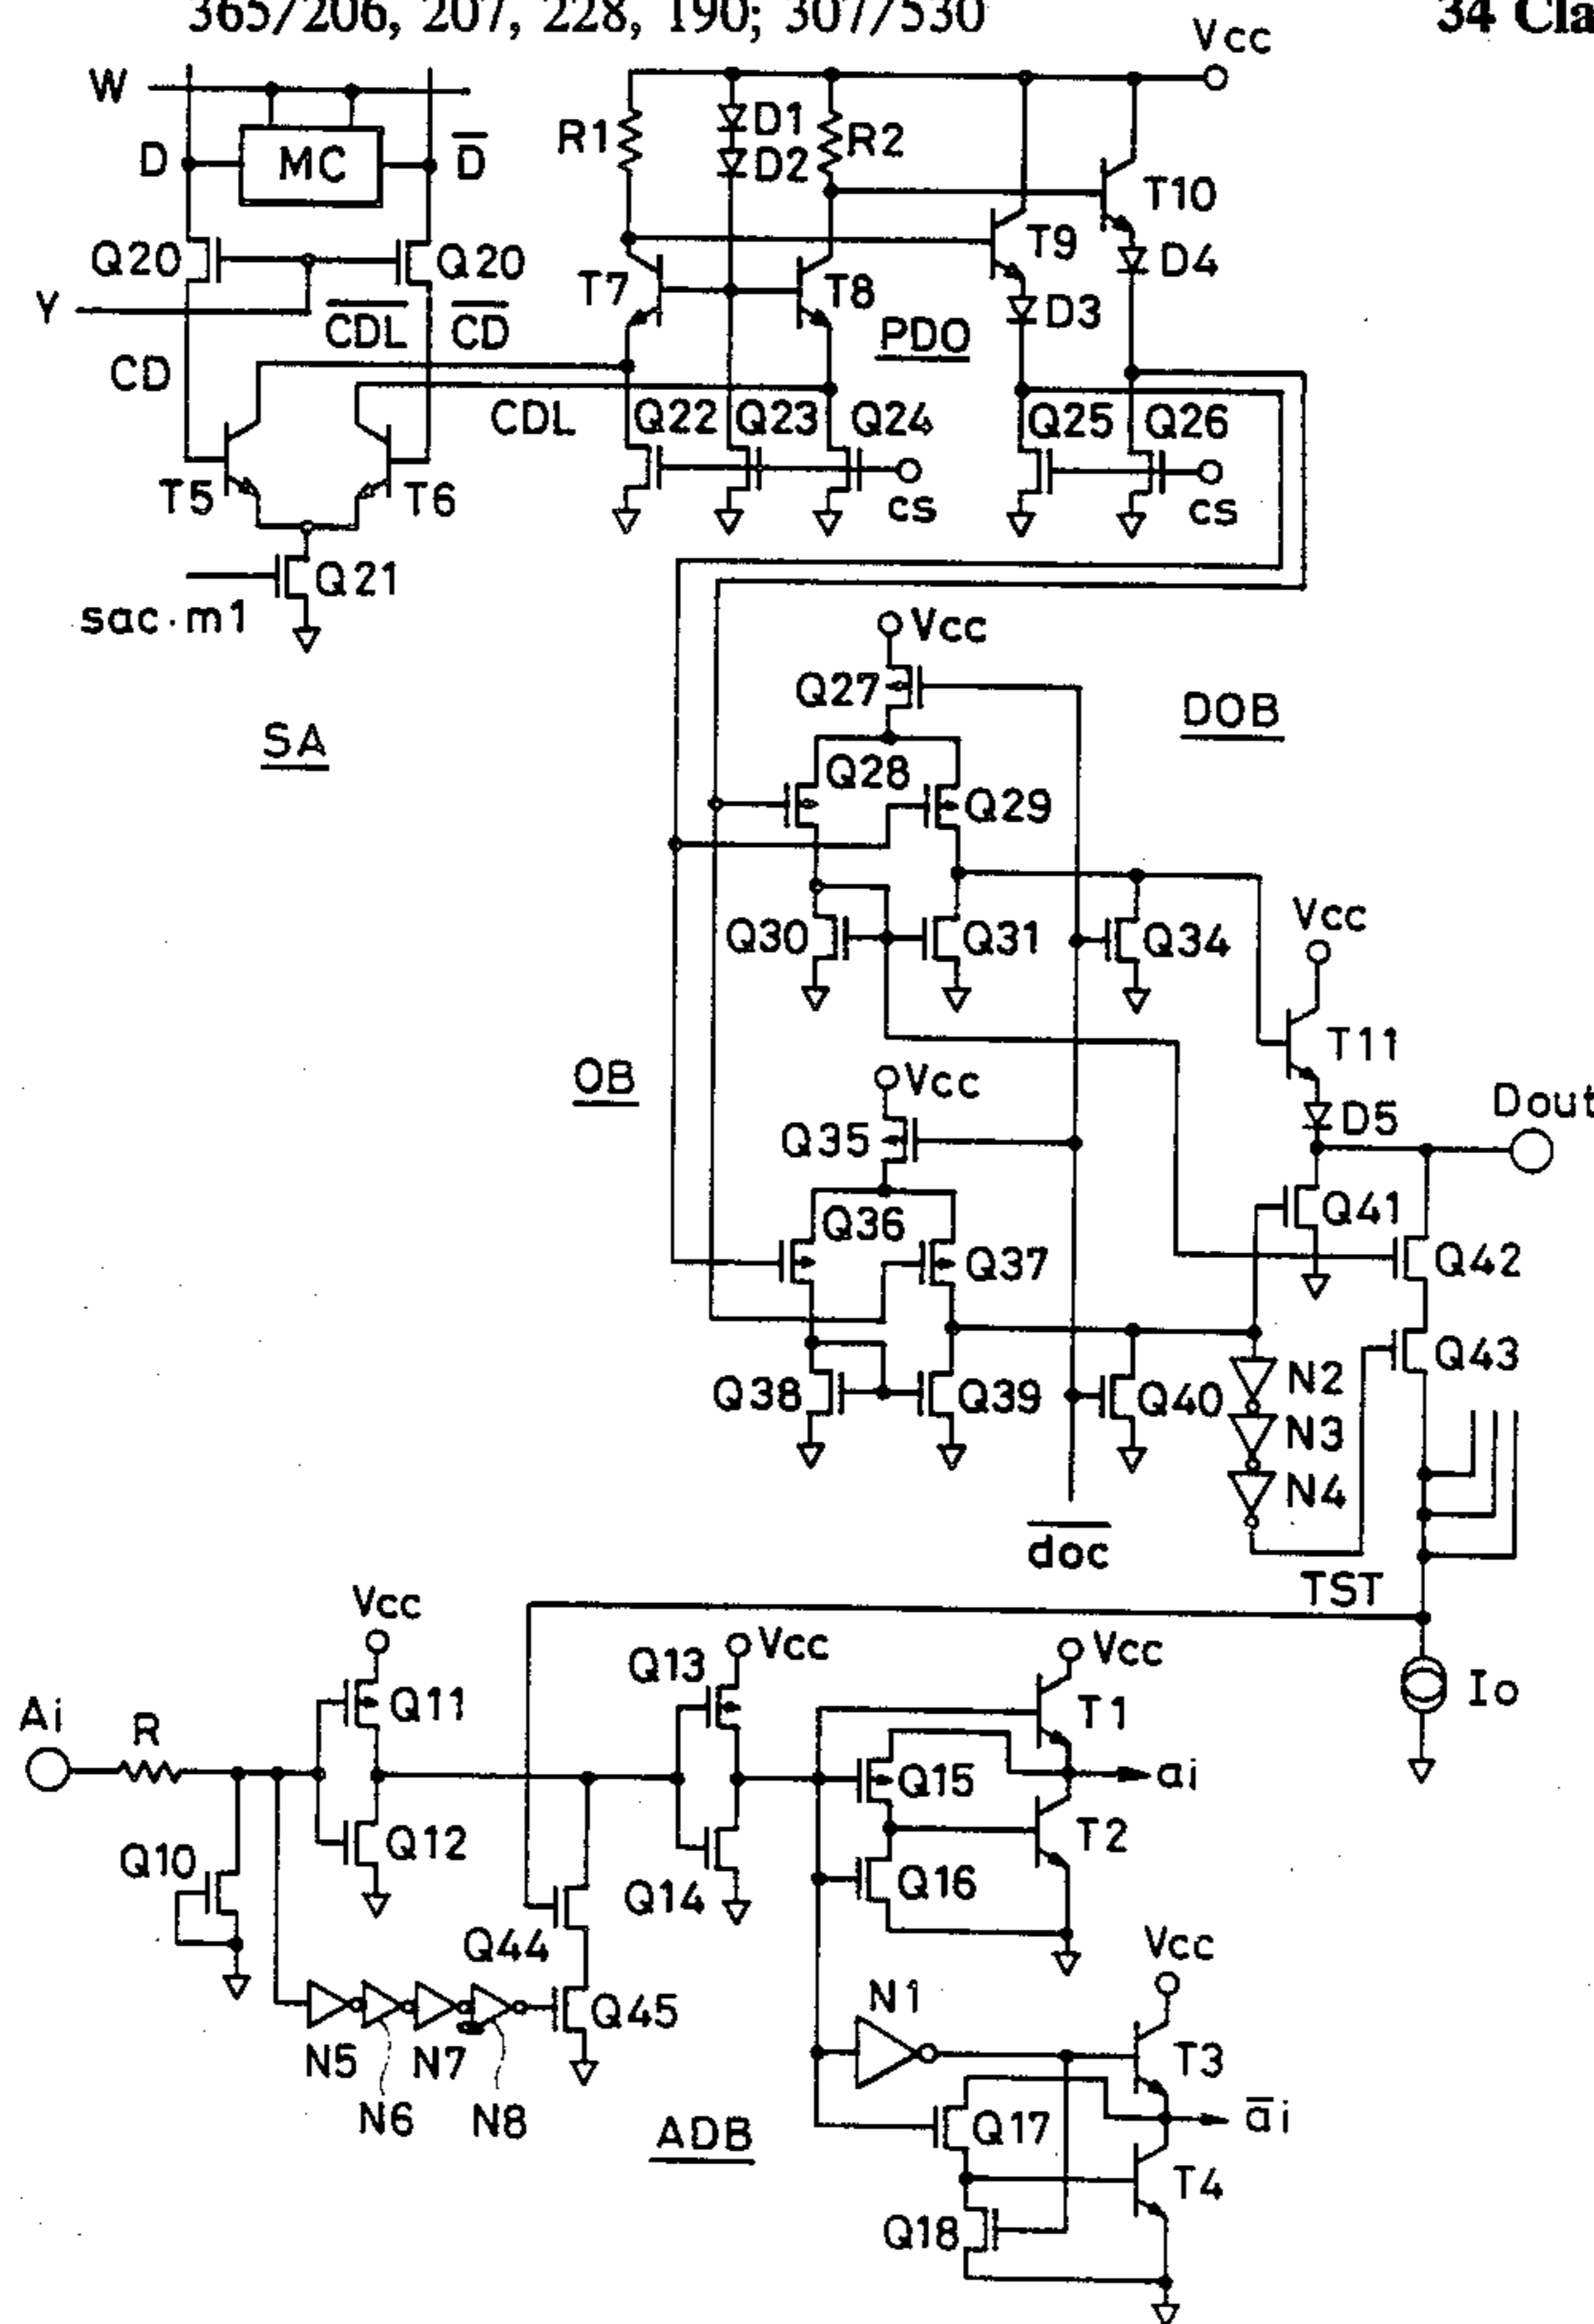 365/206, 207, 228, 190; 307/530
34 Cla
Vcc
W
D
MC
D̅
R1
D1
D2
R2
T10
T9
D4
Q20
Q20
T7
T8
D3
Y
C̅D̅L̅
C̅D̅
PDO
CD
CDL
Q22
Q23
Q24
Q25
Q26
T5
T6
cs
cs
Q21
sac·m1
Vcc
Q27
DOB
SA
Q28
Q29
Vcc
Q30
Q31
Q34
T11
OB
Vcc
Dout
D5
Q35
Q41
Q36
Q37
Q42
Q43
Q38
Q39
Q40
N2
N3
N4
d̅o̅c̅
TST
Vcc
Q13
Vcc
Vcc
Io
Ai
R
Q11
T1
Q15
ai
Q10
Q12
T2
Q14
Q16
Q44
Vcc
N1
Q45
N5
N7
T3
N6
N8
ADB
Q17
a̅i
T4
Q18